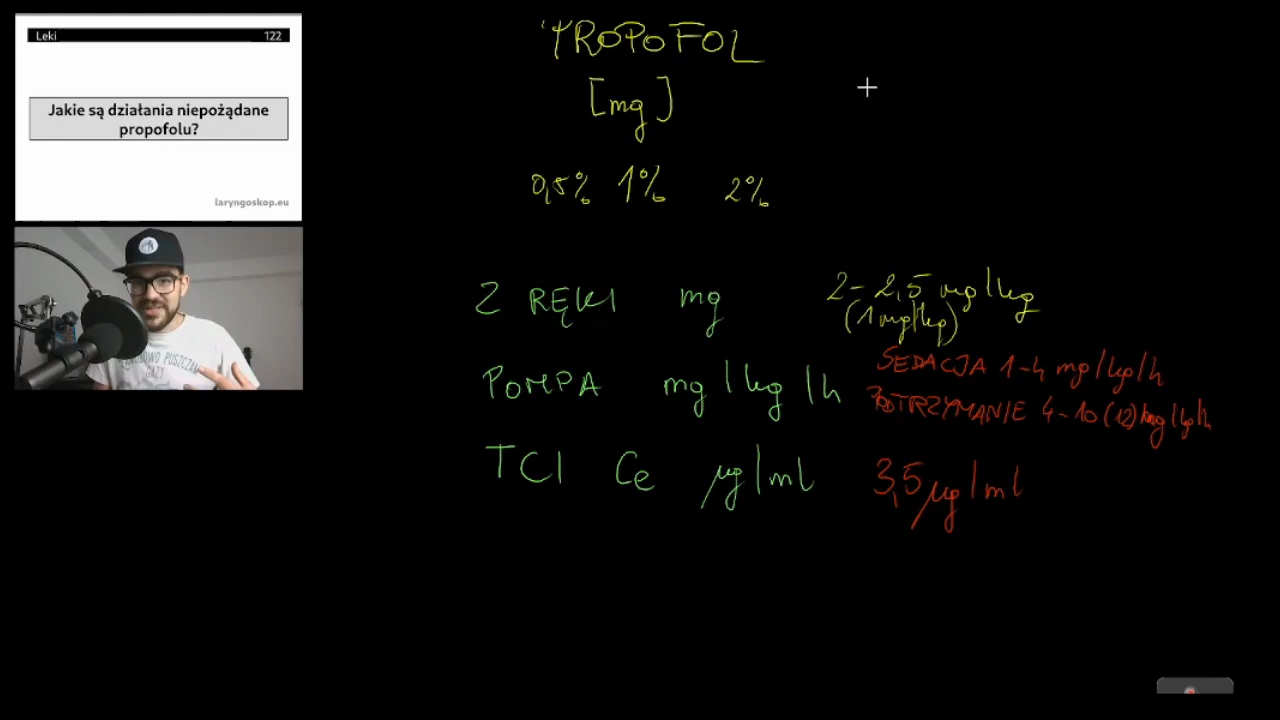 Leki 122
Jakie są działania niepożądane
propofolu?
laryngoskop.eu
PROPOFOL
[mg]
0,5% 1% 2%
Z RĘKI mg 2-2,5 mg/kg
(1 mg/kg)
SEDACJA 1-4 mg/kg/h
POMPA mg/kg/h
PODTRZYMANIE 4-10 (12) mg/kg/h
TCI Ce µg/ml 3,5 µg/ml
PUSZCZAM
GAZY